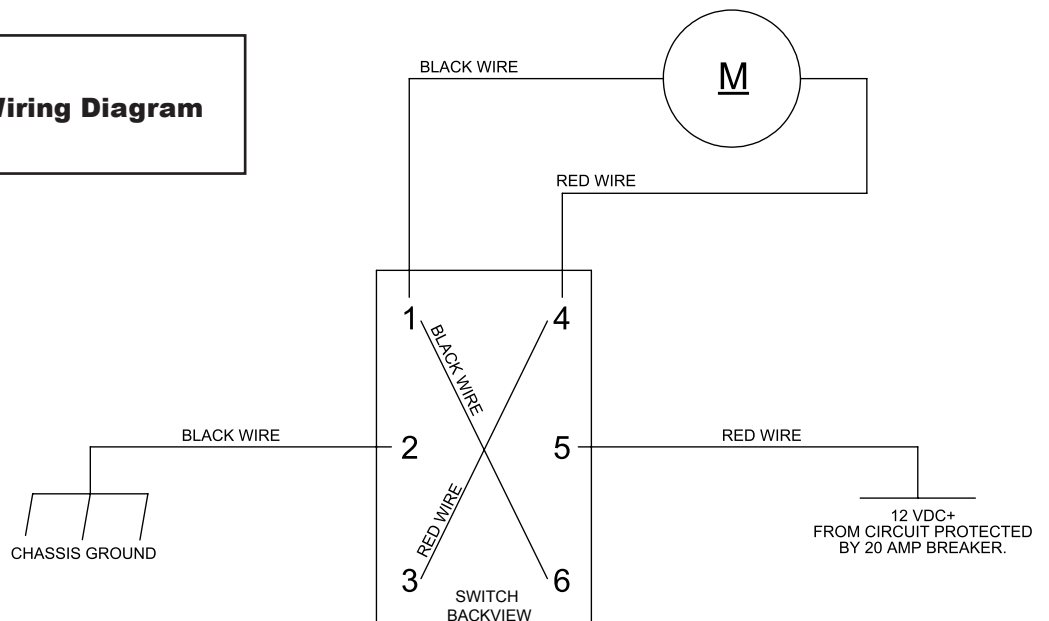 Wiring Diagram
BLACK WIRE
M
RED WIRE
1
4
BLACK WIRE
BLACK WIRE
2
5
RED WIRE
RED WIRE
CHASSIS GROUND
12 VDC+
FROM CIRCUIT PROTECTED
BY 20 AMP BREAKER.
3
6
SWITCH
BACKVIEW